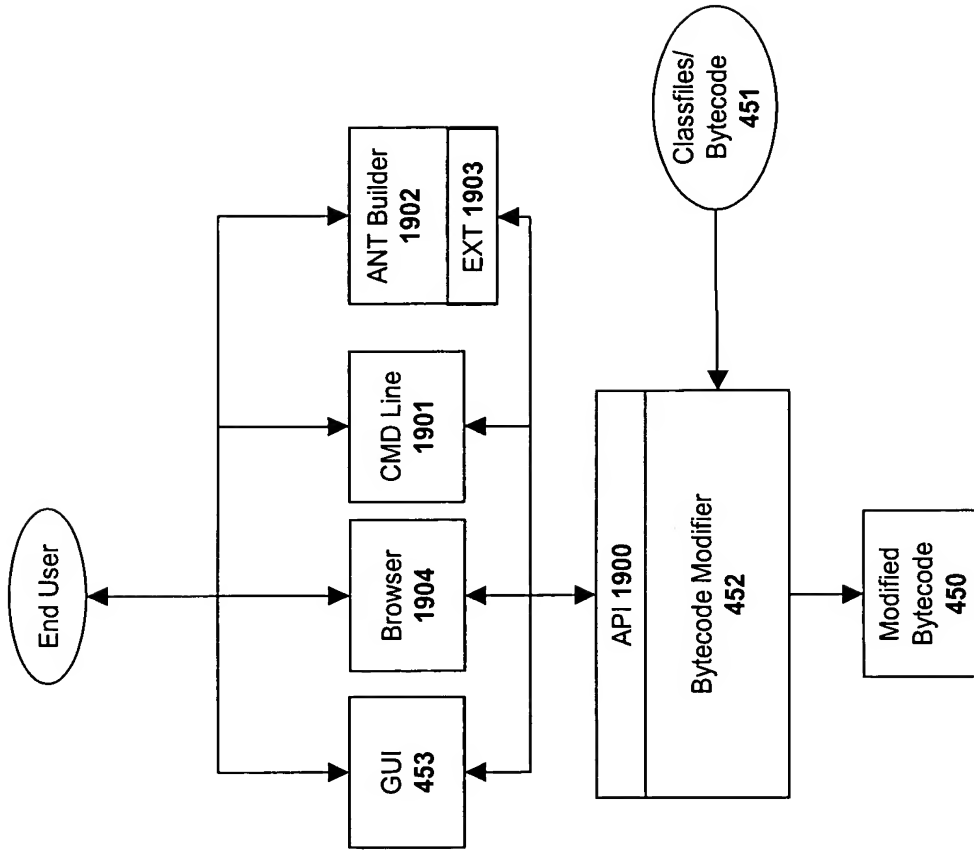 End User
GUI
453
Browser
1904
CMD Line
1901
ANT Builder
1902
EXT 1903
API 1900
Bytecode Modifier
452
Classfiles/
Bytecode
451
Modified
Bytecode
450